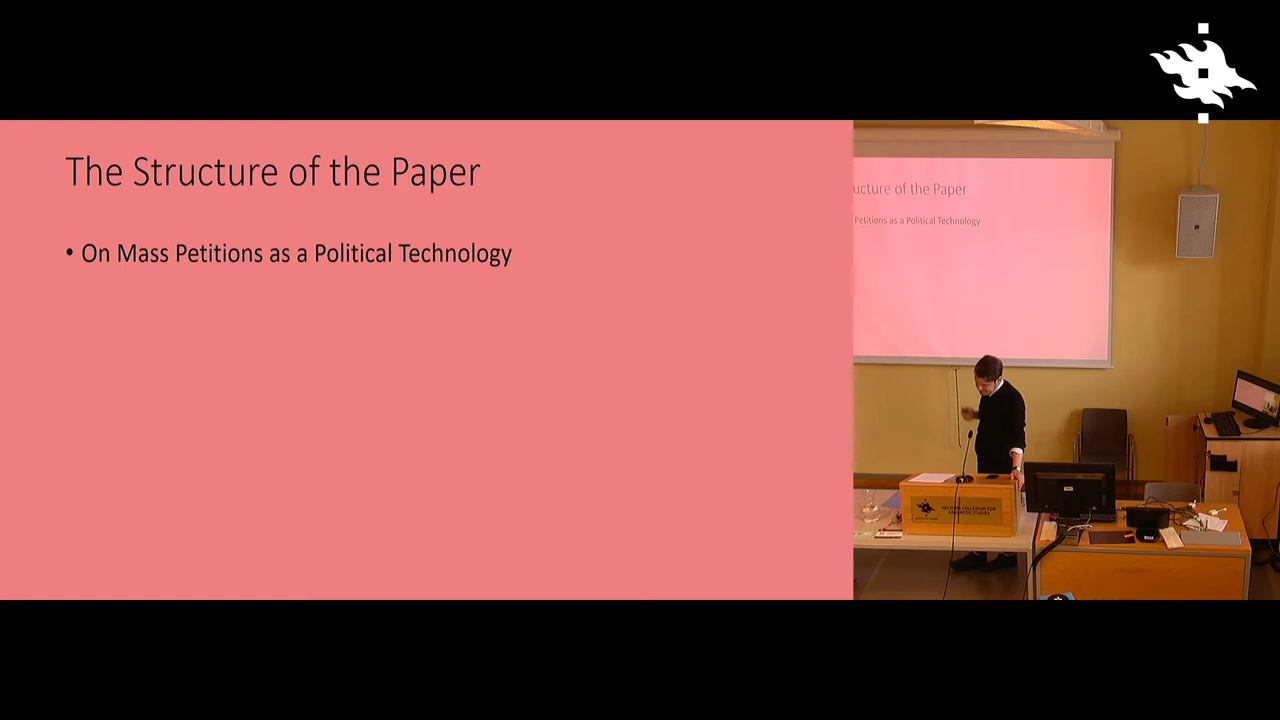 The Structure of the Paper
• On Mass Petitions as a Political Technology
ucture of the Paper
Petitions as a Political Technology
HELSINKI COLLEGIUM FOR
ADVANCED STUDIES